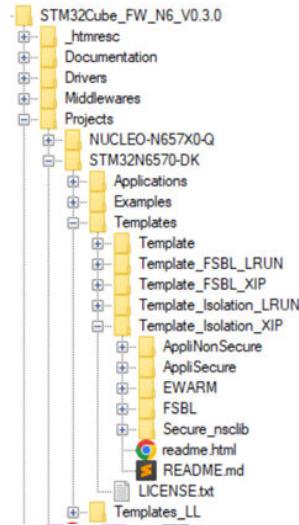 STM32Cube_FW_N6_V0.3.0
_htmresc
Documentation
Drivers
Middlewares
Projects
NUCLEO-N657X0-Q
STM32N6570-DK
Applications
Examples
Templates
Template
Template_FSBL_LRUN
Template_FSBL_XIP
Template_Isolation_LRUN
Template_Isolation_XIP
AppliNonSecure
AppliSecure
EWARM
FSBL
Secure_nsclib
readme.html
README.md
LICENSE.txt
Templates_LL